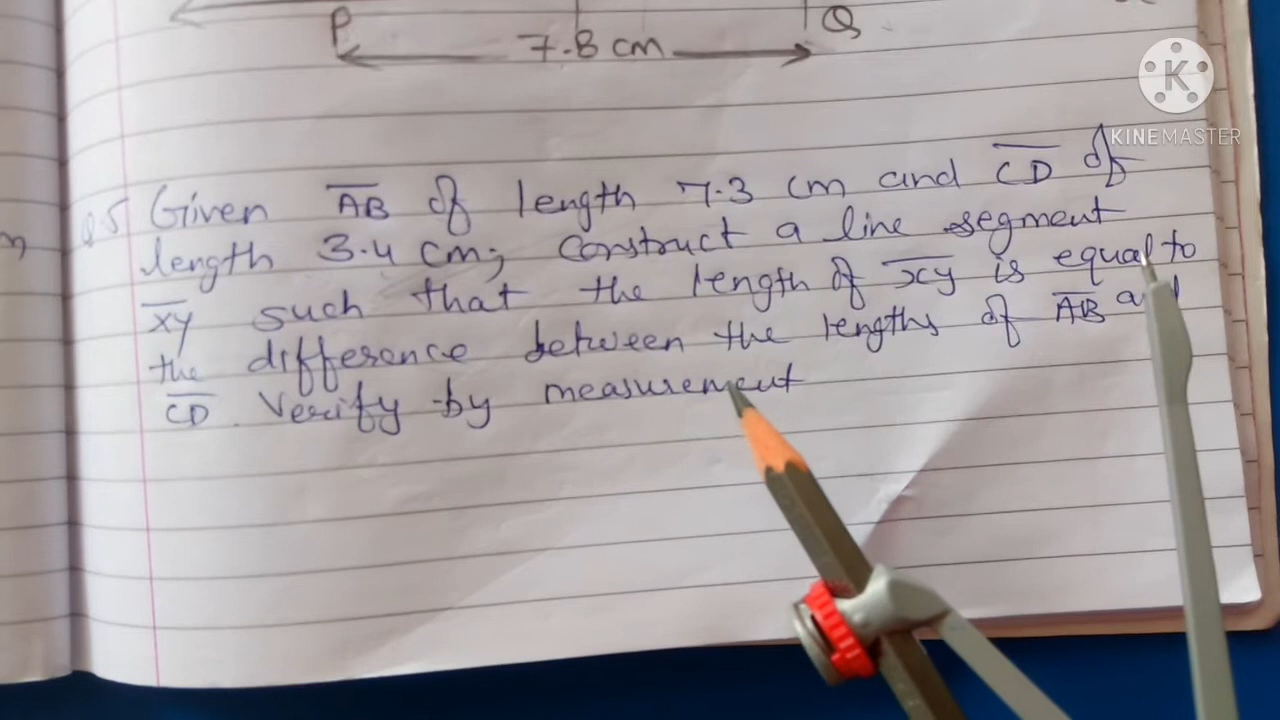 P Q
7.8 cm
KINEMASTER
Q5 Given AB of length 7.3 cm and CD of
length 3.4 cm; construct a line segment
XY such that the length of XY is equal to
the difference between the lengths of AB
CD. Verify by measurement